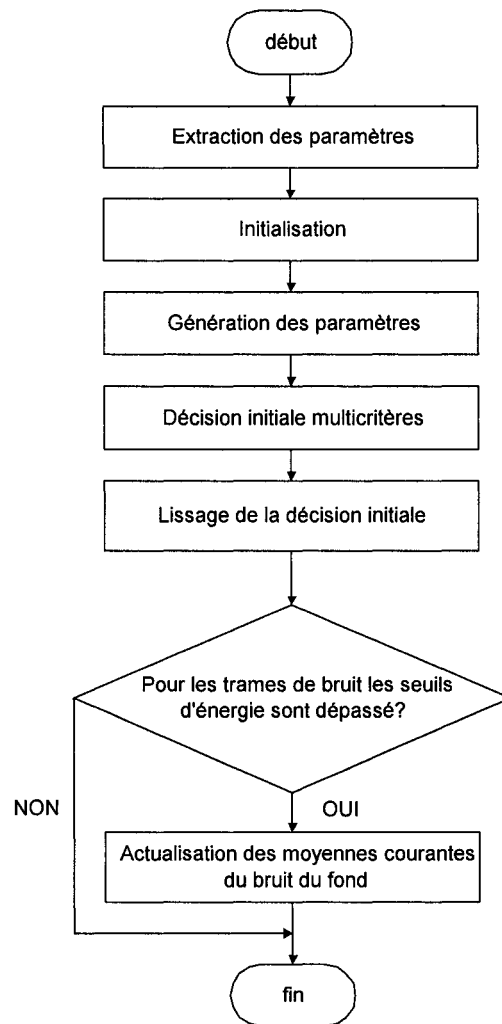 début
Extraction des paramètres
Initialisation
Génération des paramètres
Décision initiale multicritères
Lissage de la décision initiale
Pour les trames de bruit les seuils
d'énergie sont dépassé?
NON
OUI
Actualisation des moyennes courantes
du bruit du fond
fin